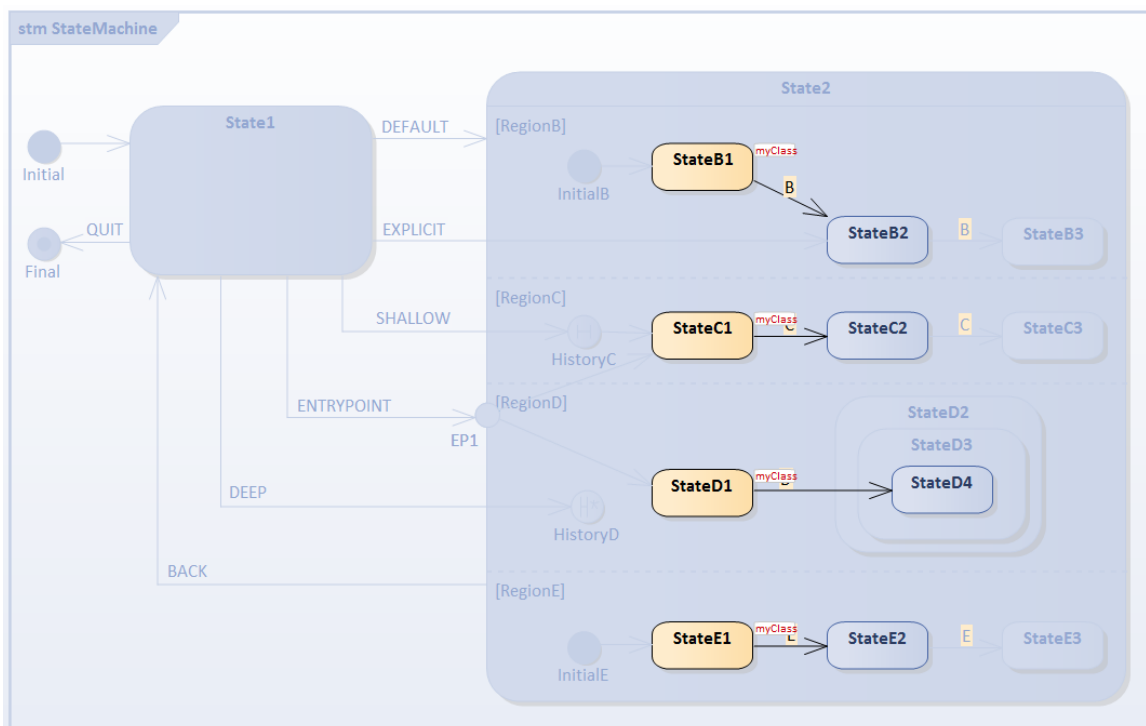 stm StateMachine
State2
State1
DEFAULT
[RegionB]
Initial
InitialB
StateB1
myClass
B
QUIT
EXPLICIT
StateB2
B
StateB3
Final
[RegionC]
SHALLOW
HistoryC
StateC1
myClass
StateC2
C
StateC3
ENTRYPOINT
[RegionD]
EP1
StateD2
StateD3
StateD1
myClass
StateD4
DEEP
HistoryD
BACK
[RegionE]
InitialE
StateE1
myClass
StateE2
E
StateE3